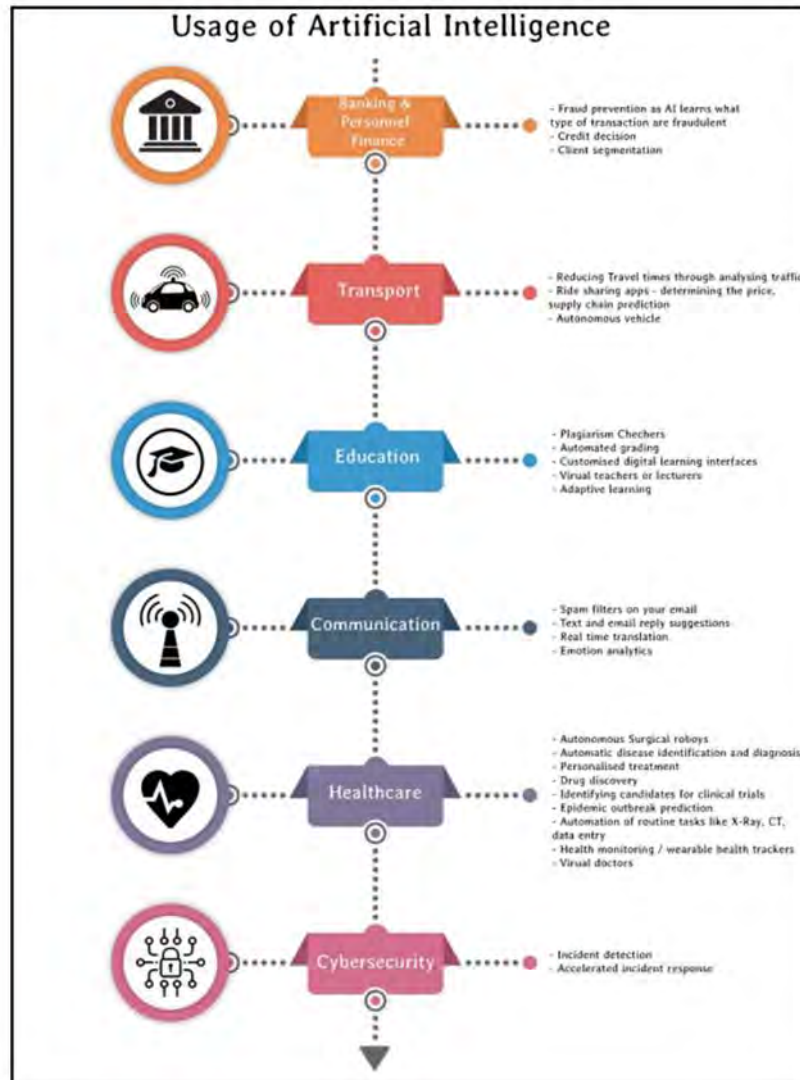 Usage of Artificial Intelligence
Banking &
Personnel
Finance
- Fraud prevention as AI learns what
type of transaction are fraudulent
- Credit decision
- Client segmentation
Transport
- Reducing Travel times through analysing traffic
- Ride sharing apps - determining the price,
supply chain prediction
- Autonomous vehicle
Education
- Plagiarism Chechers
- Automated grading
- Customised digital learning interfaces
- Virual teachers or lecturers
- Adaptive learning
Communication
- Spam filters on your email
- Text and email reply suggestions
- Real time translation
- Emotion analytics
Healthcare
- Autonomous Surgical roboys
- Automatic disease identification and diagnosis
- Personalised treatment
- Drug discovery
- Identifying candidates for clinical trials
- Epidemic outbreak prediction
- Automation of routine tasks like X-Ray, CT,
data entry
- Health monitoring / wearable health trackers
- Virual doctors
Cybersecurity
- Incident detection
- Accelerated incident response